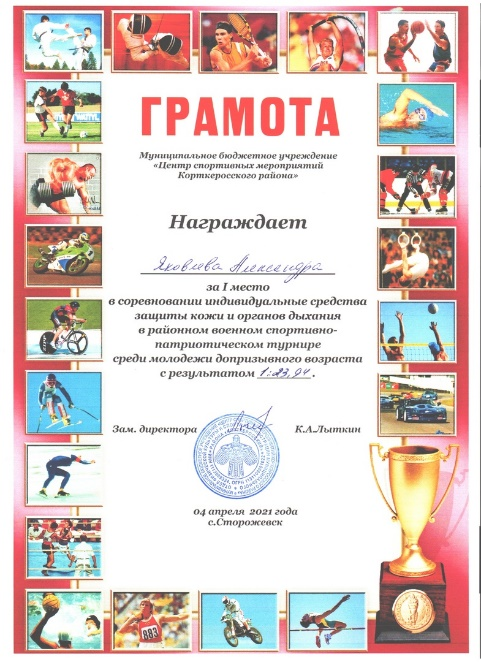 ГРАМОТА
Муниципальное бюджетное учреждение
«Центр спортивных мероприятий
Корткеросского района»
Награждает
Яковлева Александра
за I место
в соревновании индивидуальные средства
защиты кожи и органов дыхания
в районном военном спортивно-
патриотическом турнире
среди молодежи допризывного возраста
с результатом 1:23,94.
Зам. директора К.А.Лыткин
04 апреля 2021 года
с.Сторожевск
883